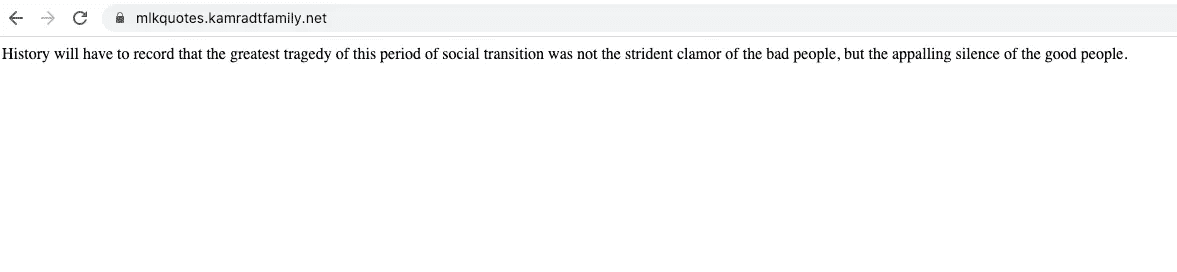 mlkquotes.kamradtfamily.net
History will have to record that the greatest tragedy of this period of social transition was not the strident clamor of the bad people, but the appalling silence of the good people.